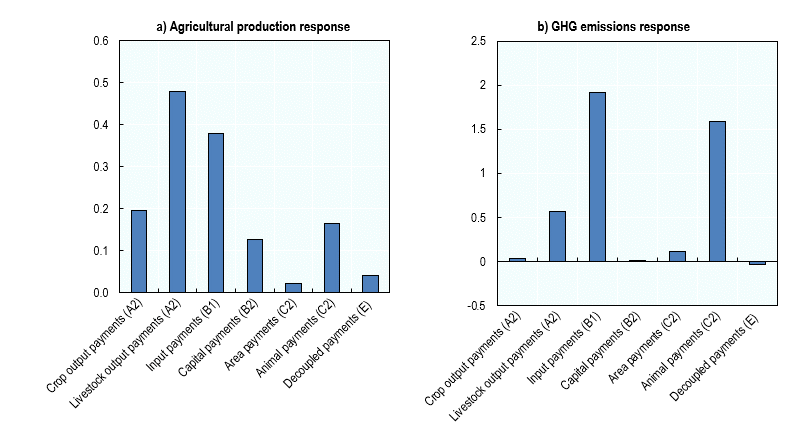 a) Agricultural production response
0.6
0.5
0.4
0.3
0.2
0.1
0.0
Crop output payments (A2)
Livestock output payments (A2)
Input payments (B1)
Capital payments (B2)
Area payments (C2)
Animal payments (C2)
Decoupled payments (E)
b) GHG emissions response
2.5
2
1.5
1
0.5
0
-0.5
Crop output payments (A2)
Livestock output payments (A2)
Input payments (B1)
Capital payments (B2)
Area payments (C2)
Animal payments (C2)
Decoupled payments (E)